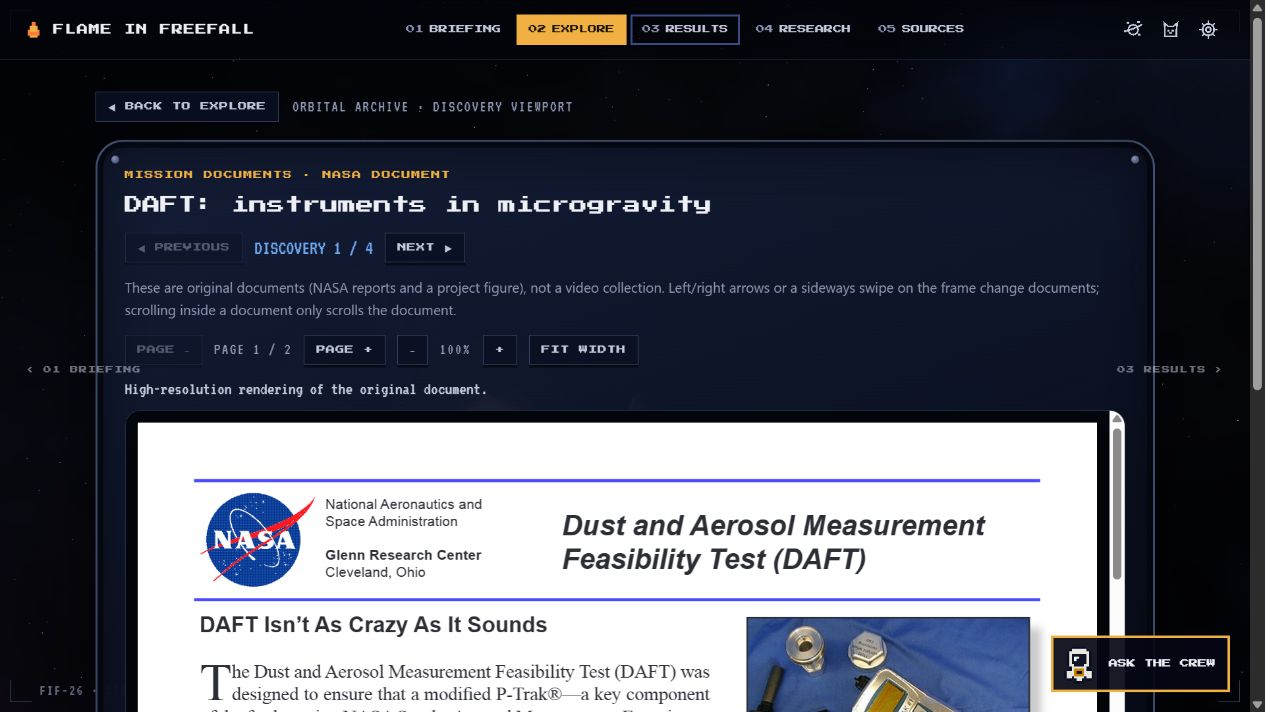 FLAME IN FREEFALL
01 BRIEFING
02 EXPLORE
03 RESULTS
04 RESEARCH
05 SOURCES
◀ BACK TO EXPLORE
ORBITAL ARCHIVE · DISCOVERY VIEWPORT
MISSION DOCUMENTS · NASA DOCUMENT
DAFT: instruments in microgravity
◀ PREVIOUS
DISCOVERY 1 / 4
NEXT ▶
These are original documents (NASA reports and a project figure), not a video collection. Left/right arrows or a sideways swipe on the frame change documents;
scrolling inside a document only scrolls the document.
PAGE -
PAGE 1 / 2
PAGE +
-
100%
+
FIT WIDTH
‹ 01 BRIEFING
03 RESULTS ›
High-resolution rendering of the original document.
NASA
National Aeronautics and
Space Administration
Glenn Research Center
Cleveland, Ohio
Dust and Aerosol Measurement
Feasibility Test (DAFT)
DAFT Isn't As Crazy As It Sounds
The Dust and Aerosol Measurement Feasibility Test (DAFT) was
designed to ensure that a modified P-Trak®—a key component
ASK THE CREW
FIF-26